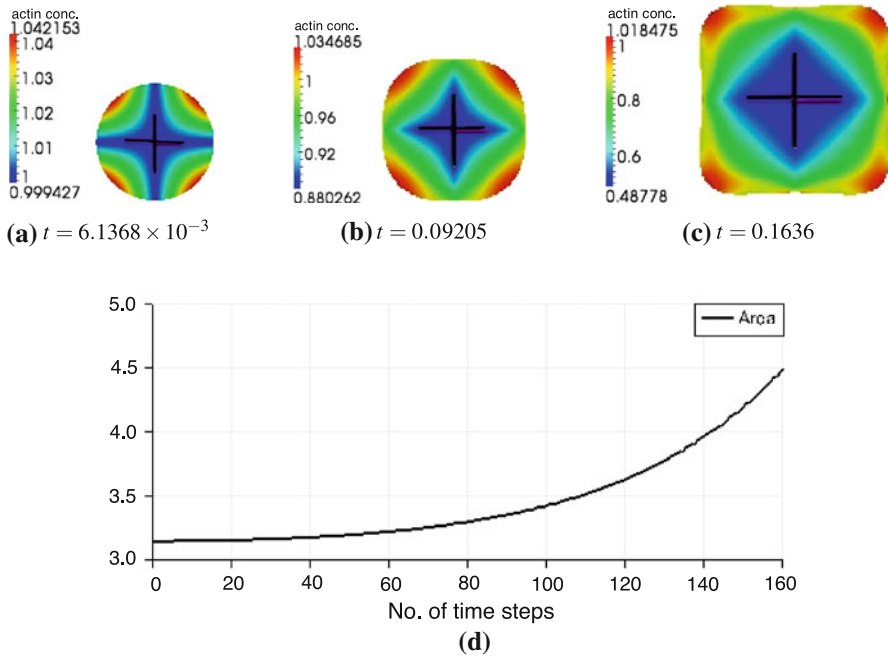 actin conc.
1.042153
1.04
1.03
1.02
1.01
1
0.999427
(a) t = 6.1368 × 10⁻³
actin conc.
1.034685
1
0.96
0.92
0.880262
(b) t = 0.09205
actin conc.
1.018475
1
0.8
0.6
0.48778
(c) t = 0.1636
5.0
4.5
4.0
3.5
3.0
Area
0 20 40 60 80 100 120 140 160
No. of time steps
(d)